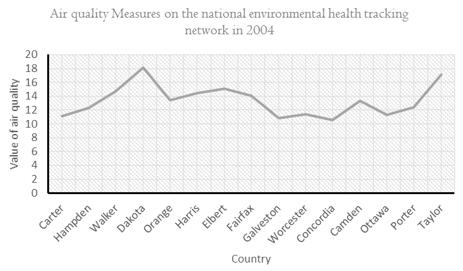 Air quality Measures on the national environmental health tracking
network in 2004
Value of air quality
20
18
16
14
12
10
8
6
4
2
0
Carter
Hampden
Walker
Dakota
Orange
Harris
Elbert
Fairfax
Galveston
Worcester
Concordia
Camden
Ottawa
Porter
Taylor
Country